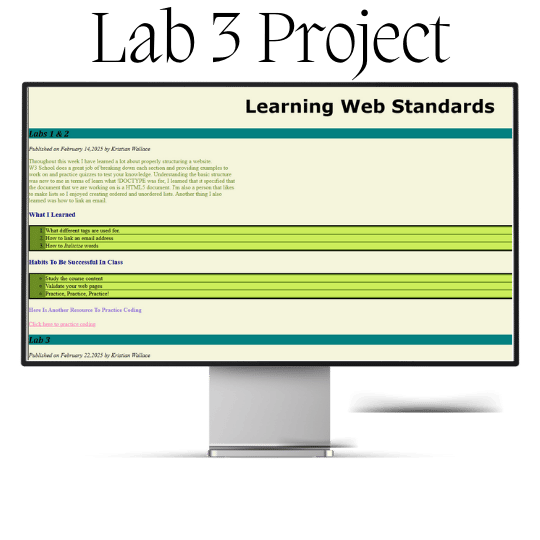 Lab 3 Project
Learning Web Standards
Labs 1 & 2
Published on February 14,2025 by Kristian Wallace
Throughout this week I have learned a lot about properly structuring a website.
W3 School does a great job of breaking down each section and providing examples to
work on and practice quizzes to test your knowledge. Understanding the basic structure
was new to me in terms of learn what !DOCTYPE was for, I learned that it specified that
the document that we are working on is a HTML5 document. I'm also a person that likes
to make lists so I enjoyed creating ordered and unordered lists. Another thing I also
learned was how to link an email.
What I Learned
1. What different tags are used for.
2. How to link an email address
3. How to Italicize words
Habits To Be Successful In Class
Study the course content
Validate your web pages
Practice, Practice, Practice!
Here Is Another Resource To Practice Coding
Click here to practice coding
Lab 3
Published on February 22,2025 by Kristian Wallace